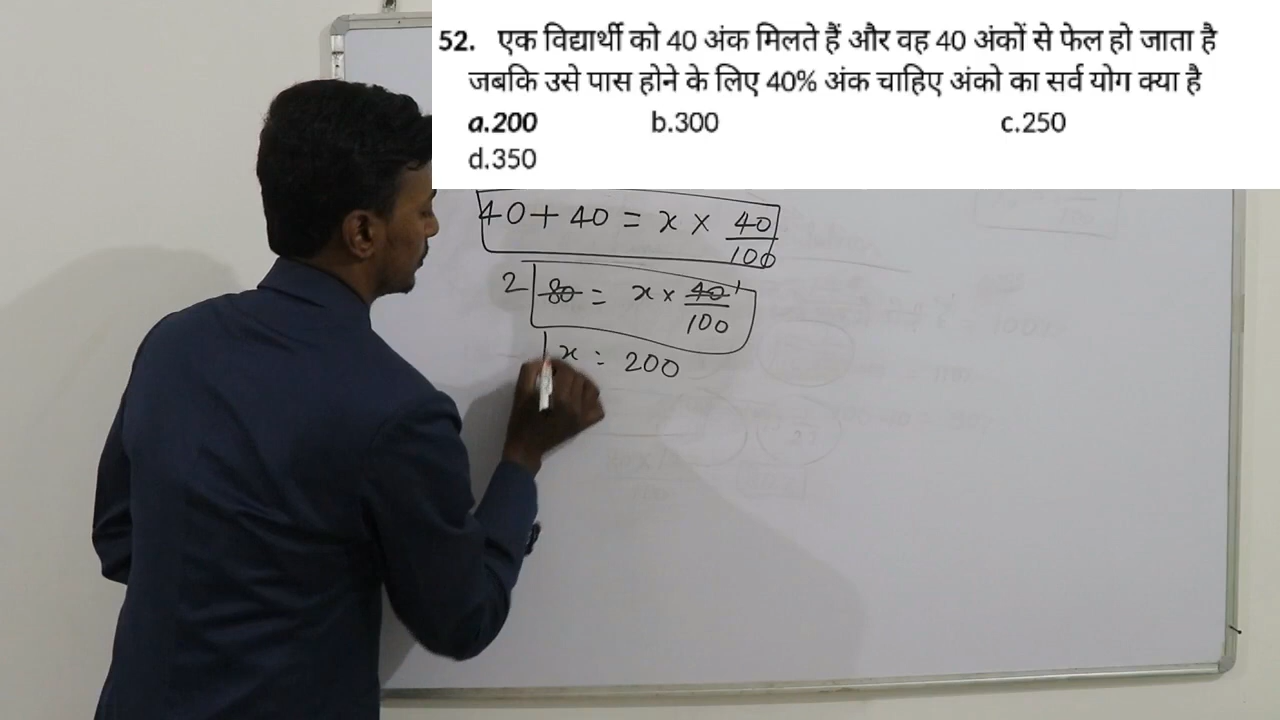 52. एक विद्यार्थी को 40 अंक मिलते हैं और वह 40 अंकों से फेल हो जाता है
जबकि उसे पास होने के लिए 40% अंक चाहिए अंको का सर्व योग क्या है
a.200 b.300 c.250
d.350
40 + 40 = x × 40/100
2 80 = x × 40/100 1
x = 200